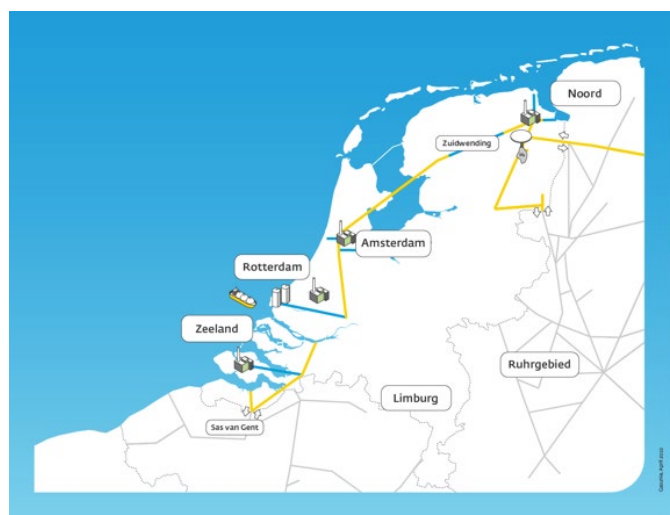 Noord
Zuidwending
Amsterdam
Rotterdam
Zeeland
Ruhrgebied
Limburg
Sas van Gent